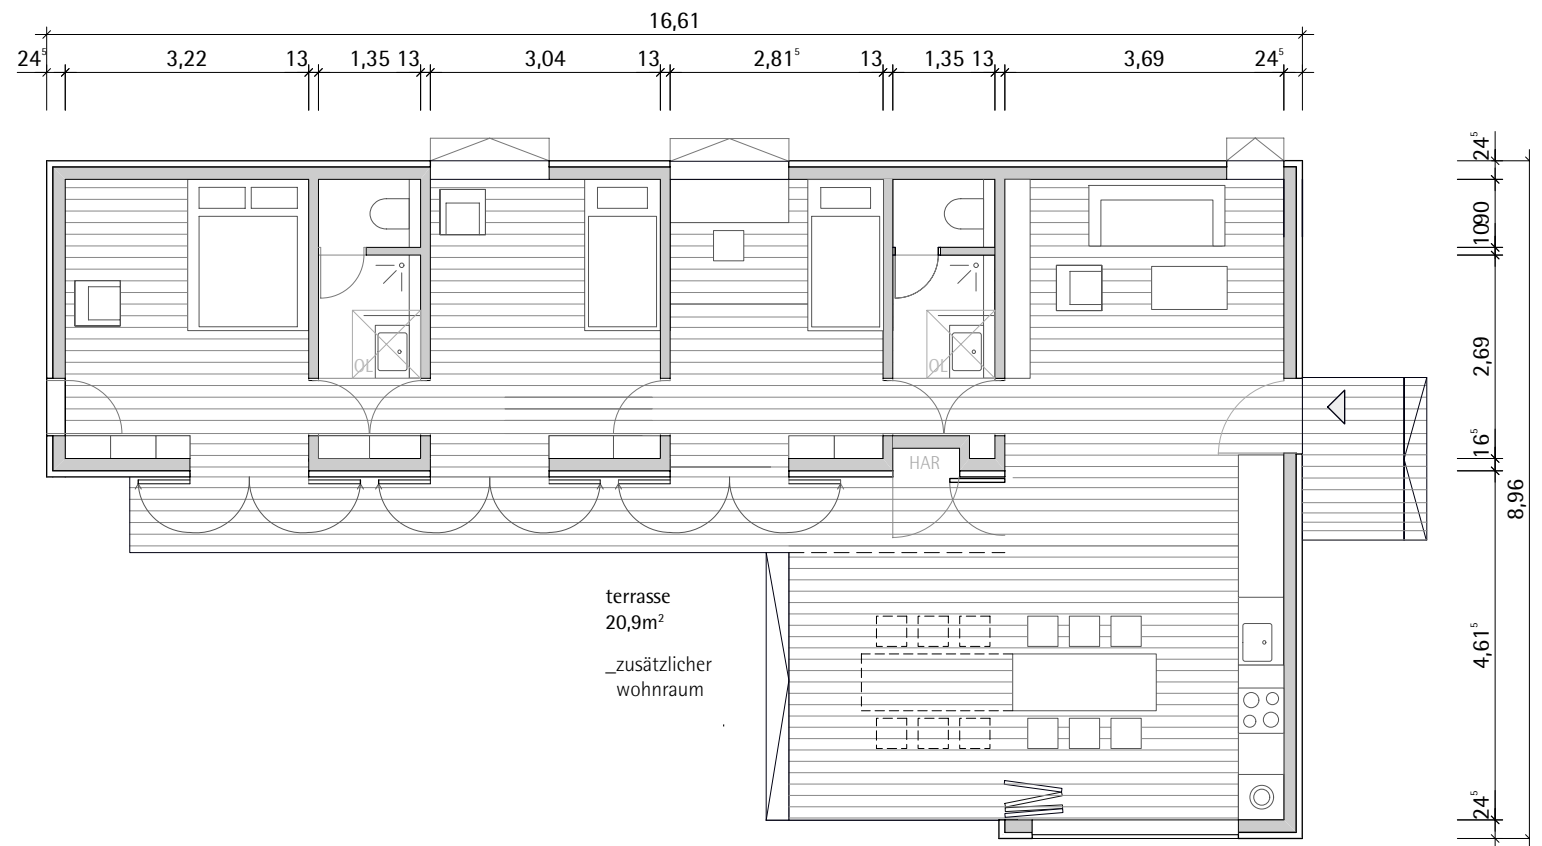 16,61
24⁵ 3,22 13 1,35 13 3,04 13 2,81⁵ 13 1,35 13 3,69 24⁵
24⁵
1090
2,69
16⁵
8,96
4,61⁵
24⁵
OL
OL
HAR
terrasse
20,9m²
_zusätzlicher
wohnraum